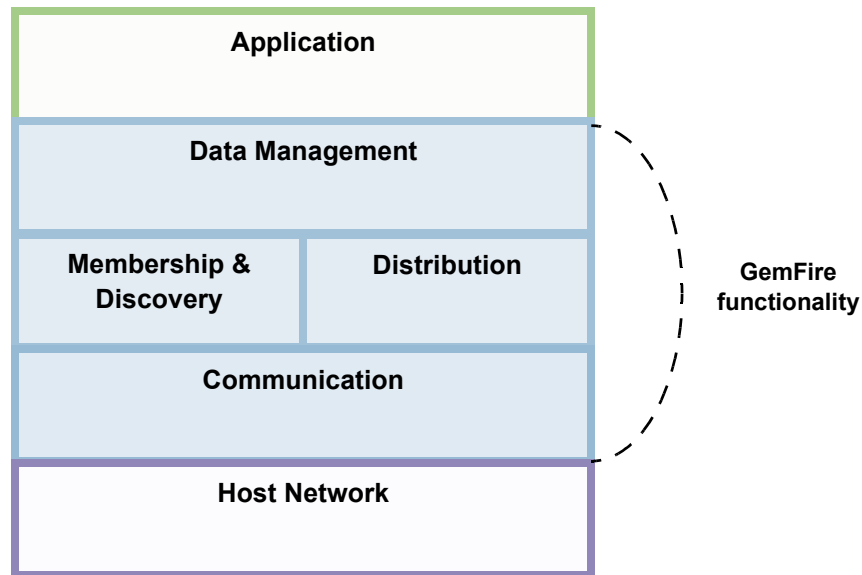 Application
Data Management
Membership &
Discovery
Distribution
GemFire
functionality
Communication
Host Network